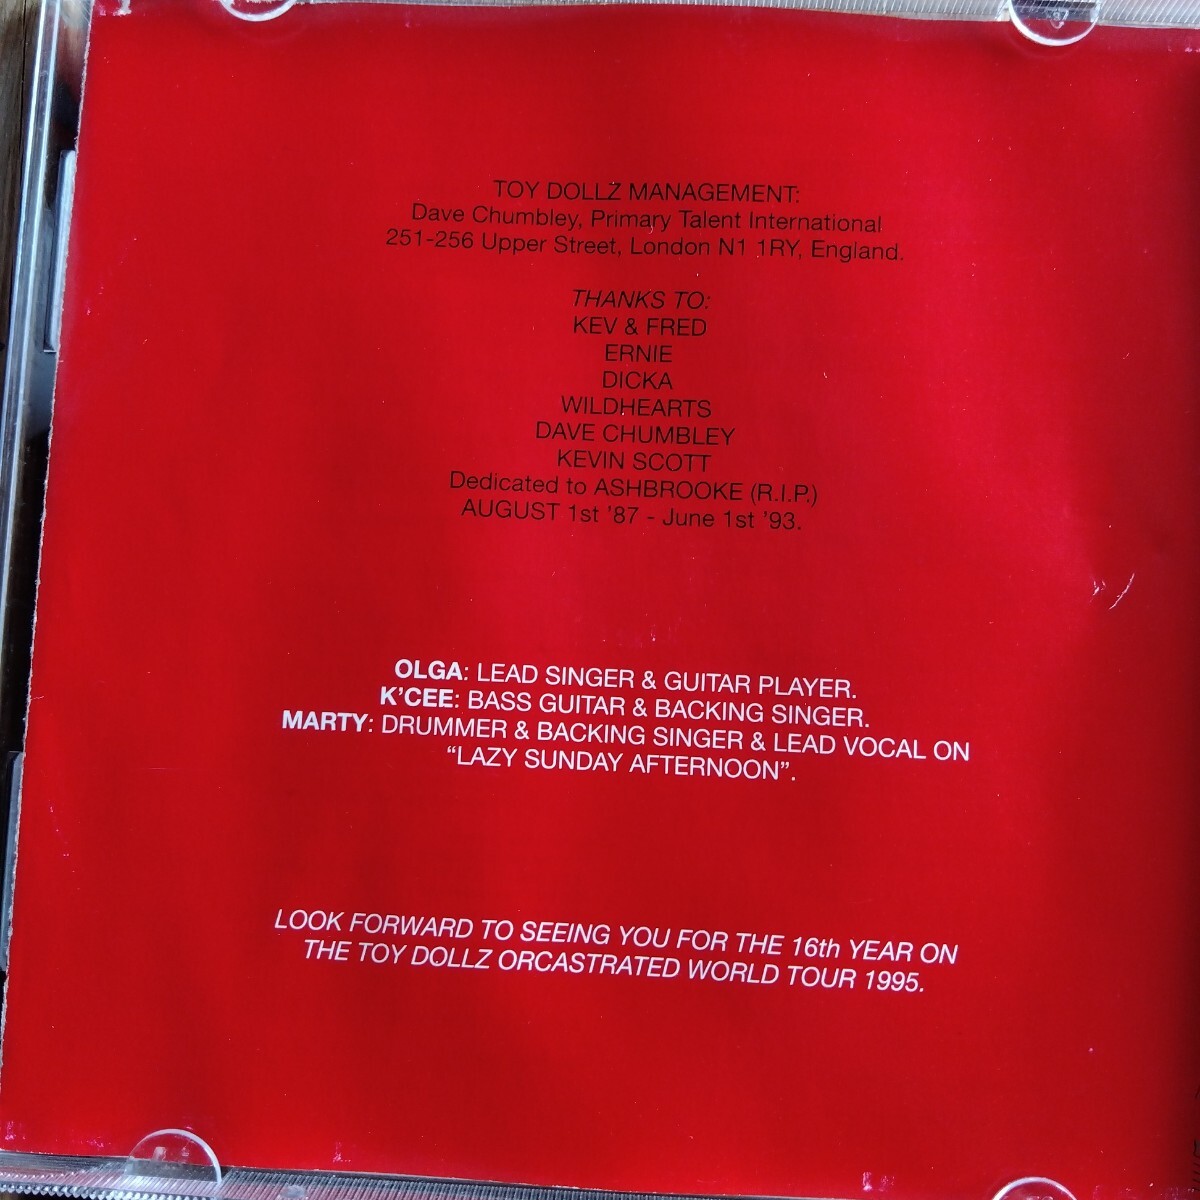 TOY DOLLZ MANAGEMENT:
Dave Chumbley, Primary Talent International
251-256 Upper Street, London N1 1RY, England.
THANKS TO:
KEV & FRED
ERNIE
DICKA
WILDHEARTS
DAVE CHUMBLEY
KEVIN SCOTT
Dedicated to ASHBROOKE (R.I.P.)
AUGUST 1st '87 - June 1st '93.
OLGA: LEAD SINGER & GUITAR PLAYER.
K'CEE: BASS GUITAR & BACKING SINGER.
MARTY: DRUMMER & BACKING SINGER & LEAD VOCAL ON
“LAZY SUNDAY AFTERNOON”.
LOOK FORWARD TO SEEING YOU FOR THE 16th YEAR ON
THE TOY DOLLZ ORCASTRATED WORLD TOUR 1995.